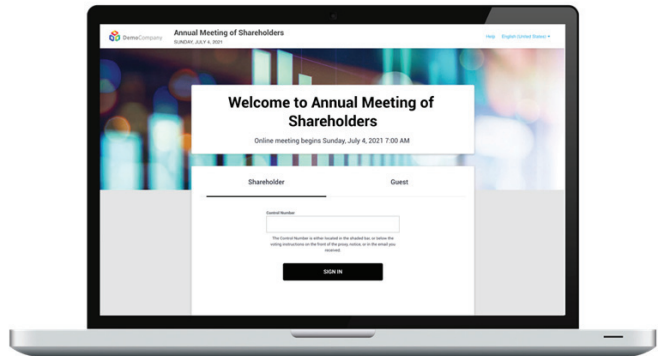 DemoCompany
Annual Meeting of Shareholders
SUNDAY, JULY 4, 2021
Help English (United States)
Welcome to Annual Meeting of
Shareholders
Online meeting begins Sunday, July 4, 2021 7:00 AM
Shareholder Guest
Control Number
The Control Number is either located in the shaded bar, or below the
voting instructions on the front of the proxy, notice, or in the email you
received.
SIGN IN